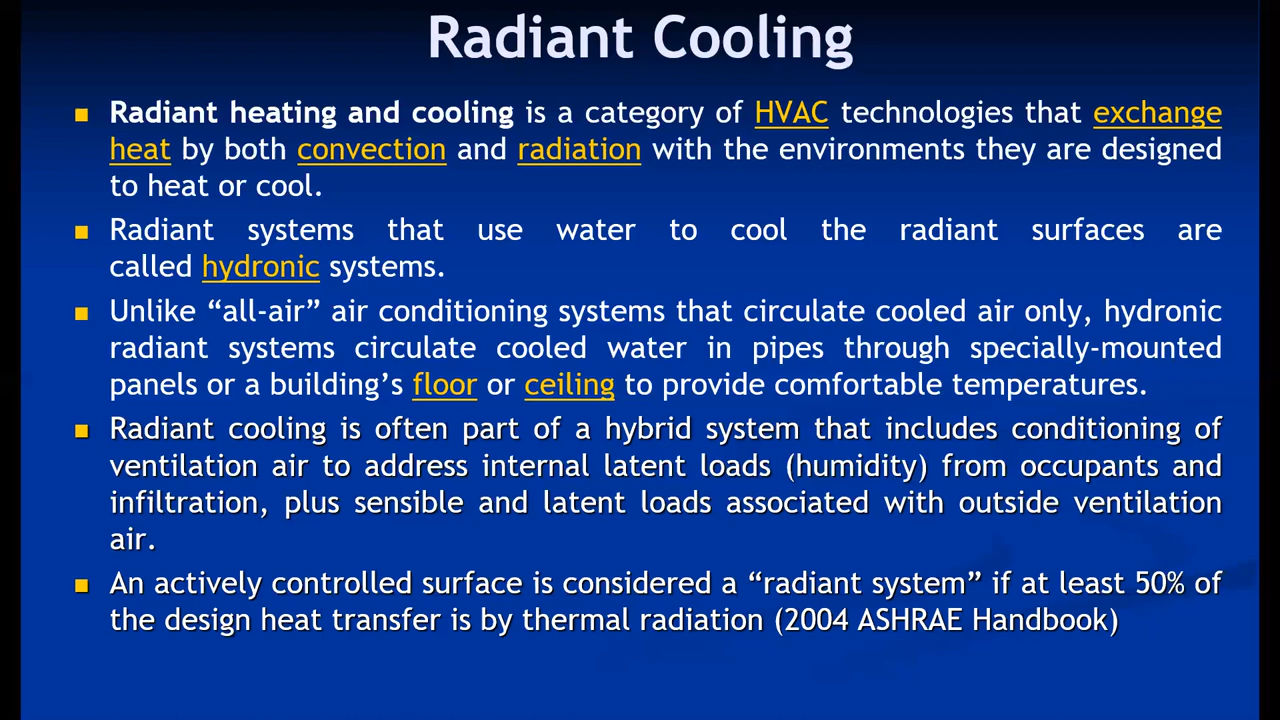 Radiant Cooling
Radiant heating and cooling is a category of HVAC technologies that exchange
heat by both convection and radiation with the environments they are designed
to heat or cool.
Radiant systems that use water to cool the radiant surfaces are
called hydronic systems.
Unlike “all-air” air conditioning systems that circulate cooled air only, hydronic
radiant systems circulate cooled water in pipes through specially-mounted
panels or a building’s floor or ceiling to provide comfortable temperatures.
Radiant cooling is often part of a hybrid system that includes conditioning of
ventilation air to address internal latent loads (humidity) from occupants and
infiltration, plus sensible and latent loads associated with outside ventilation
air.
An actively controlled surface is considered a “radiant system” if at least 50% of
the design heat transfer is by thermal radiation (2004 ASHRAE Handbook)